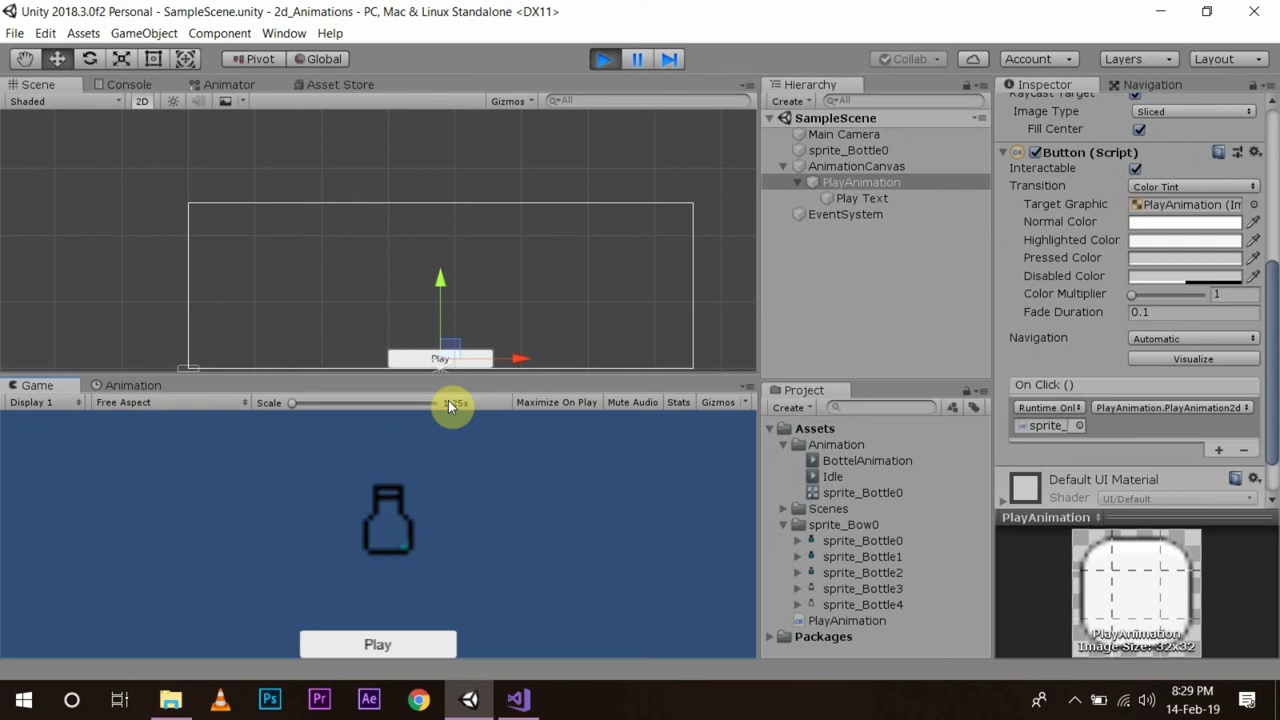 Unity 2018.3.0f2 Personal - SampleScene.unity - 2d_Animations - PC, Mac & Linux Standalone <DX11>
File Edit Assets GameObject Component Window Help
Pivot Global Collab Account Layers Layout
Scene Console Animator Asset Store
Shaded 2D Gizmos All
Play
Game Animation
Display 1 Free Aspect Scale 1.25x Maximize On Play Mute Audio Stats Gizmos
Play
Hierarchy
Create All
SampleScene
Main Camera
sprite_Bottle0
AnimationCanvas
PlayAnimation
Play Text
EventSystem
Project
Create
Assets
Animation
BottelAnimation
Idle
sprite_Bottle0
Scenes
sprite_Bow0
sprite_Bottle0
sprite_Bottle1
sprite_Bottle2
sprite_Bottle3
sprite_Bottle4
PlayAnimation
Packages
Inspector Navigation
Raycast Target
Image Type Sliced
Fill Center
Button (Script)
Interactable
Transition Color Tint
Target Graphic PlayAnimation (Im
Normal Color
Highlighted Color
Pressed Color
Disabled Color
Color Multiplier 1
Fade Duration 0.1
Navigation Automatic
Visualize
On Click ()
Runtime Onl PlayAnimation.PlayAnimation2d
sprite_
+ −
Default UI Material
Shader UI/Default
PlayAnimation
PlayAnimation
Image Size: 32x32
Ps Pr Ae
8:29 PM
14-Feb-19